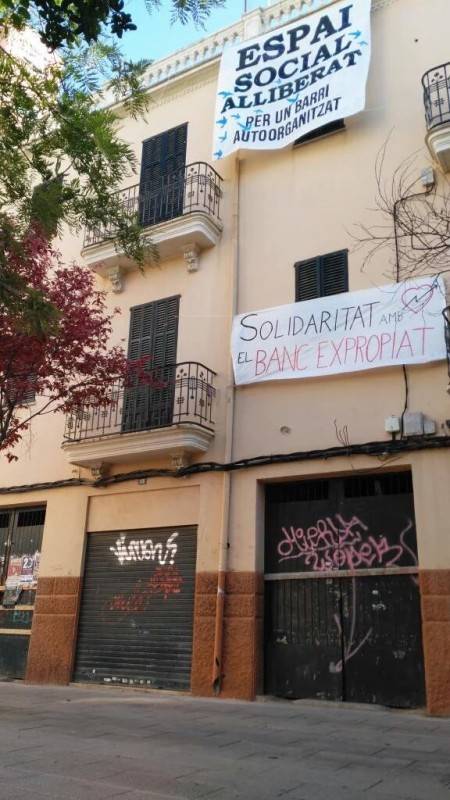 ESPAI
SOCIAL
ALLIBERAT
PER UN BARRI
AUTOORGANITZAT
SOLIDARITAT AMB
EL BANC EXPROPIAT